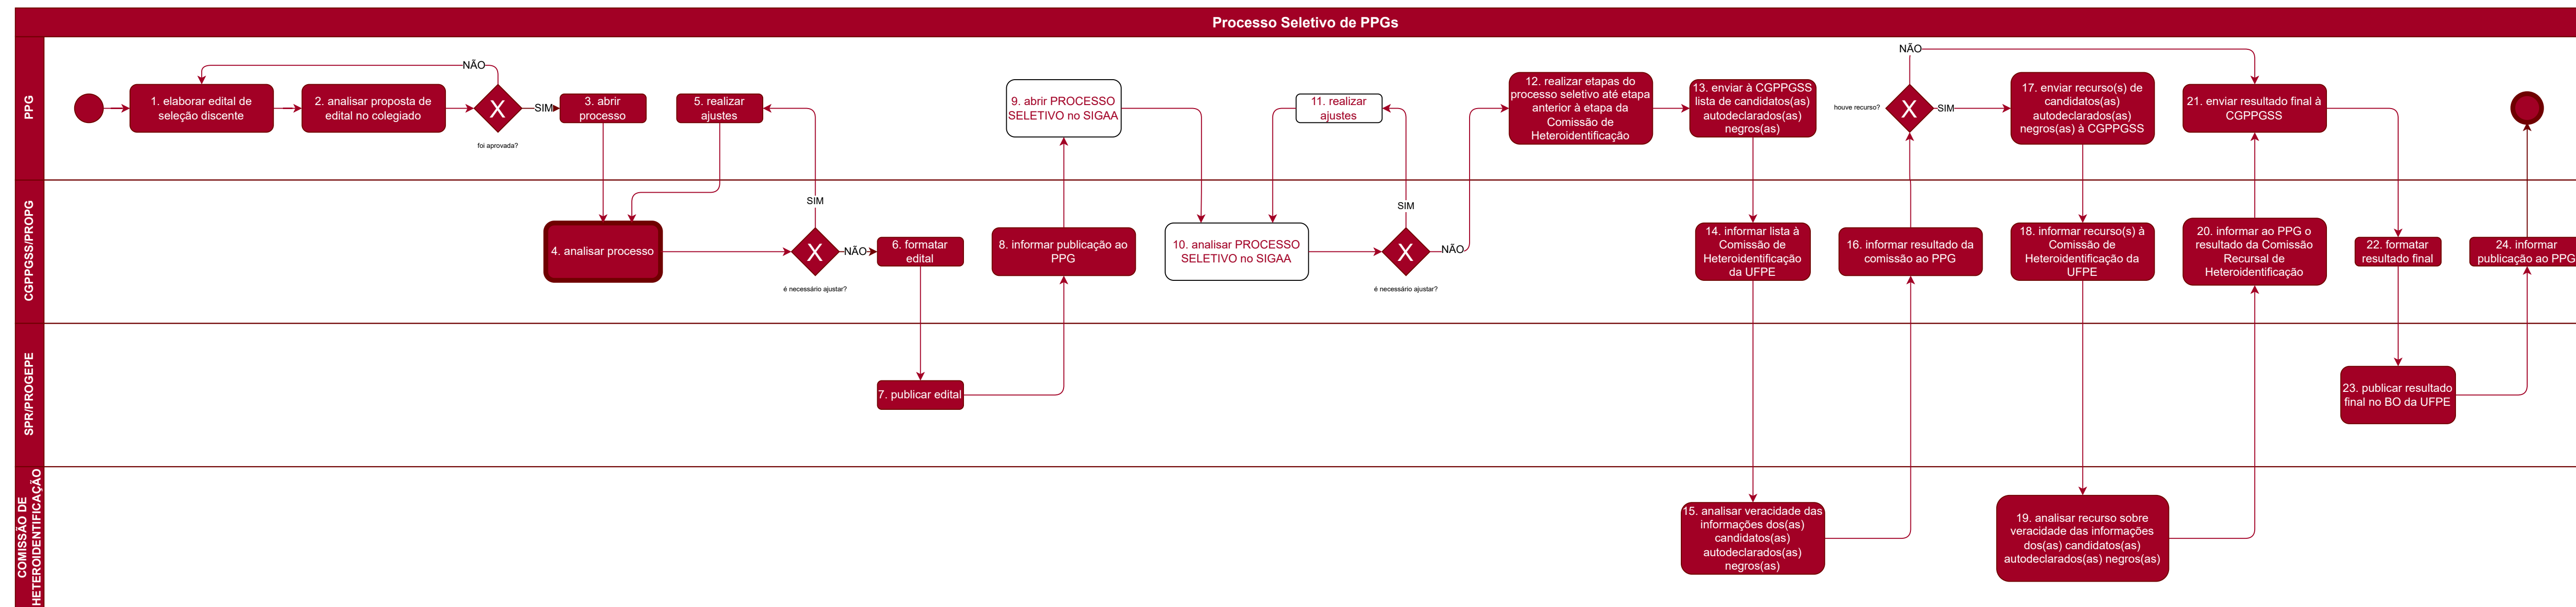 Processo Seletivo de PPGs
PPG
1. elaborar edital de
seleção discente
2. analisar proposta de
edital no colegiado
NÃO
X
SIM
foi aprovada?
3. abrir
processo
5. realizar
ajustes
9. abrir PROCESSO
SELETIVO no SIGAA
11. realizar
ajustes
12. realizar etapas do
processo seletivo até etapa
anterior à etapa da
Comissão de
Heteroidentificação
13. enviar à CGPPGSS
lista de candidatos(as)
autodeclarados(as)
negros(as)
NÃO
houve recurso?
X
SIM
17. enviar recurso(s) de
candidatos(as)
autodeclarados(as)
negros(as) à CGPPGSS
21. enviar resultado final à
CGPPGSS
CGPPGSS/PROPG
4. analisar processo
SIM
X
NÃO
é necessário ajustar?
6. formatar
edital
8. informar publicação ao
PPG
10. analisar PROCESSO
SELETIVO no SIGAA
SIM
X
NÃO
é necessário ajustar?
14. informar lista à
Comissão de
Heteroidentificação
da UFPE
16. informar resultado da
comissão ao PPG
18. informar recurso(s) à
Comissão de
Heteroidentificação da
UFPE
20. informar ao PPG o
resultado da Comissão
Recursal de
Heteroidentificação
22. formatar
resultado final
24. informar
publicação ao PPG
SPR/PROGEPE
7. publicar edital
23. publicar resultado
final no BO da UFPE
COMISSÃO DE
HETEROIDENTIFICAÇÃO
15. analisar veracidade das
informações dos(as)
candidatos(as)
autodeclarados(as)
negros(as)
19. analisar recurso sobre
veracidade das informações
dos(as) candidatos(as)
autodeclarados(as) negros(as)